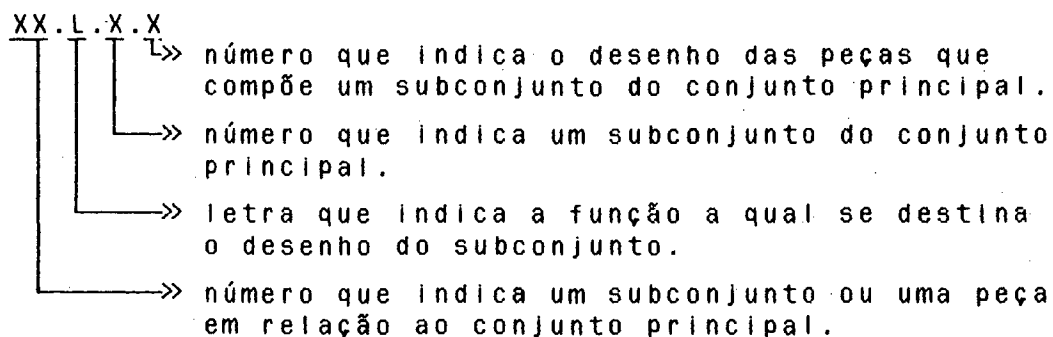 XX.L.X.X
número que indica o desenho das peças que
compõe um subconjunto do conjunto principal.
número que indica um subconjunto do conjunto
principal.
letra que indica a função a qual se destina
o desenho do subconjunto.
número que indica um subconjunto ou uma peça
em relação ao conjunto principal.